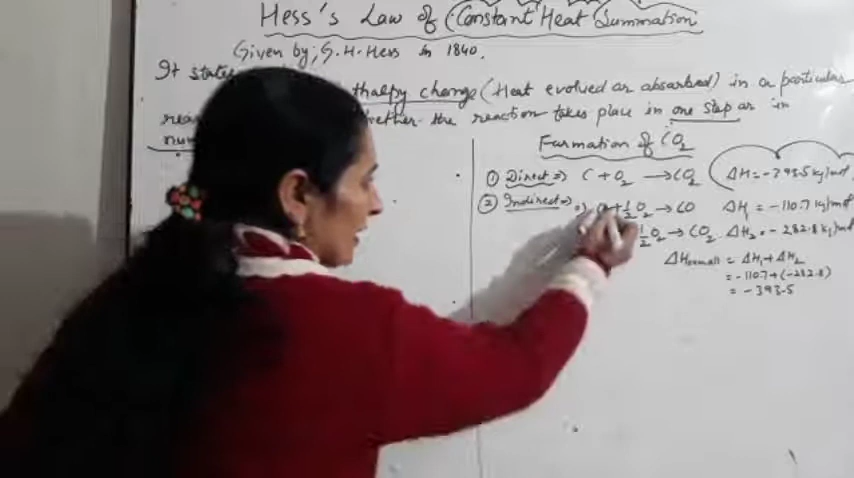 Hess's Law of Constant Heat Summation
Given by; G.H. Hess in 1840.
It states thalpy change (Heat evolved or absorbed) in a particular
reac whether the reaction takes place in one step or in
num
Formation of CO₂
① Direct ⇒ C + O₂ → CO₂ ΔH = -393.5 kJ/mol
② Indirect ⇒ + 1/2 O₂ → CO ΔH₁ = -110.7 kJ/mol
1/2 O₂ → CO₂ ΔH₂ = -282.8 kJ/mol
ΔHoverall = ΔH₁ + ΔH₂
= -110.7 + (-282.8)
= -393.5